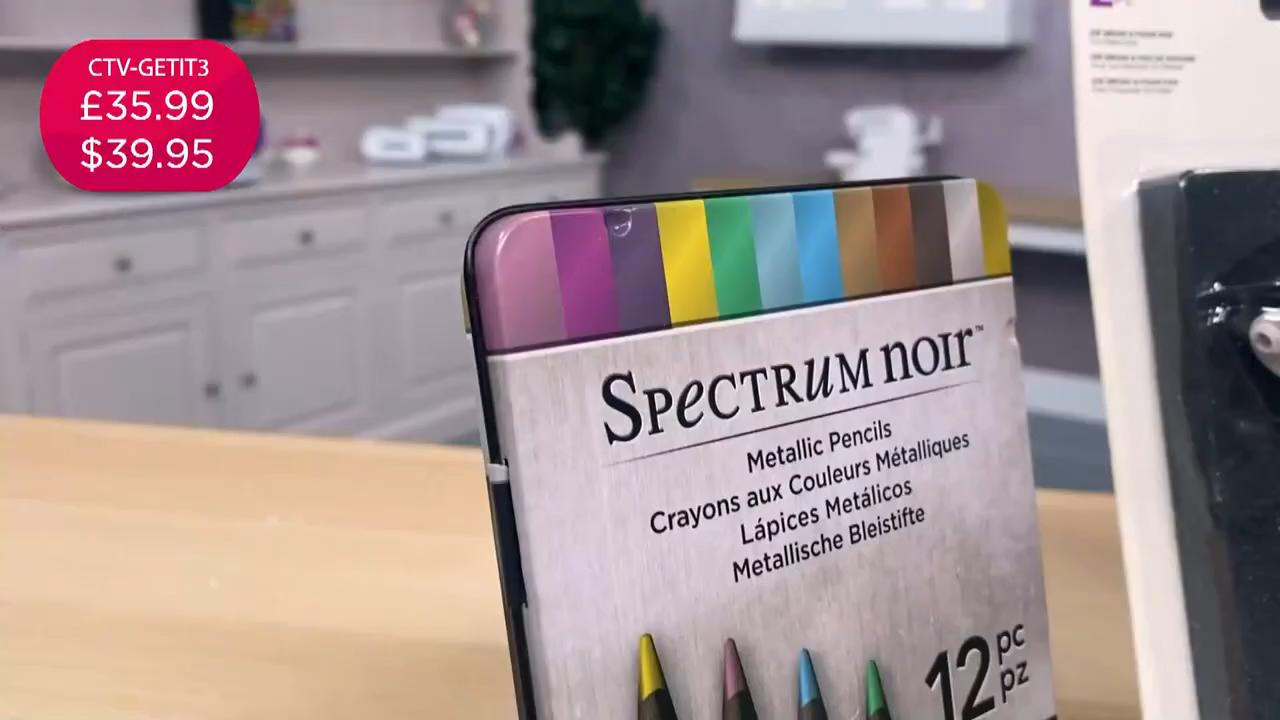 CTV-GETIT3
£35.99
$39.95
SPeCTRuM noir™
Metallic Pencils
Crayons aux Couleurs Métalliques
Lápices Metálicos
Metallische Bleistifte
12 pc
pz